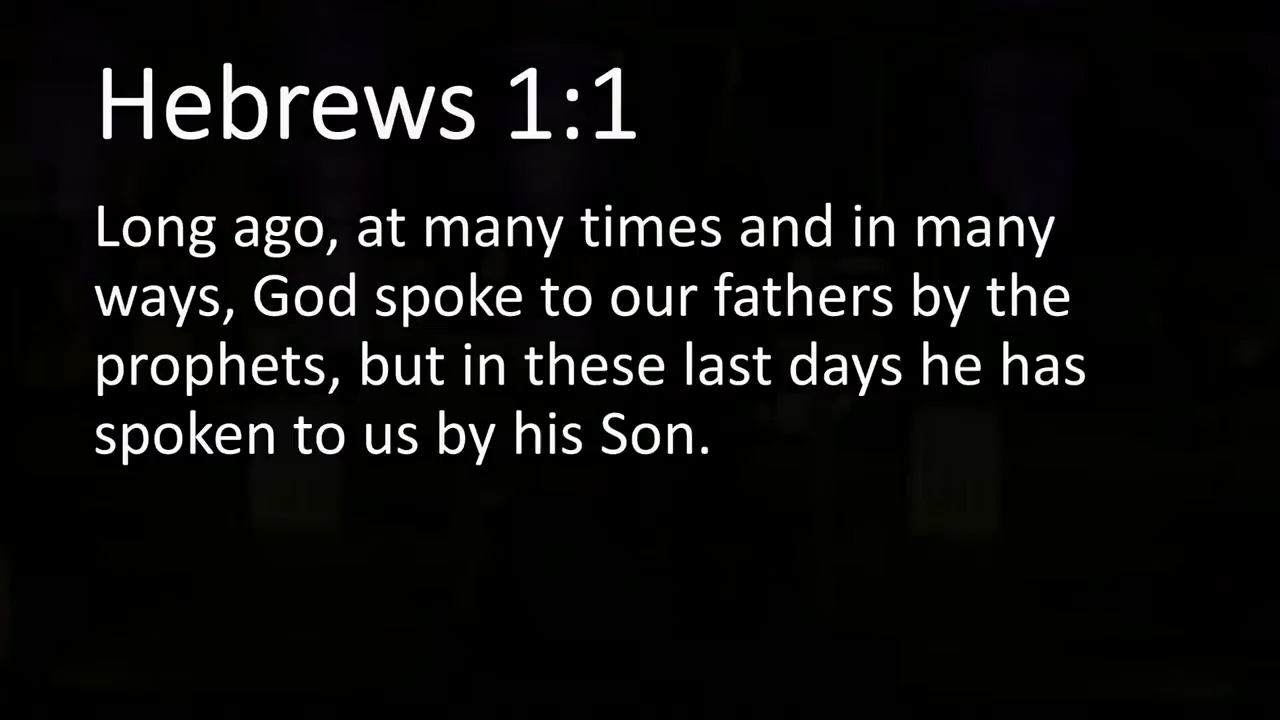 Hebrews 1:1
Long ago, at many times and in many
ways, God spoke to our fathers by the
prophets, but in these last days he has
spoken to us by his Son.